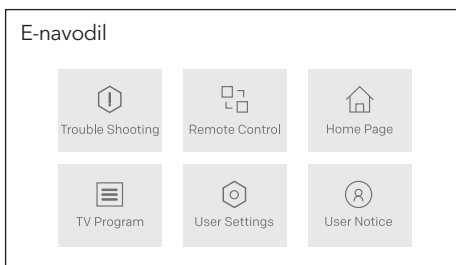 E-navodil
Trouble Shooting Remote Control Home Page
TV Program User Settings User Notice